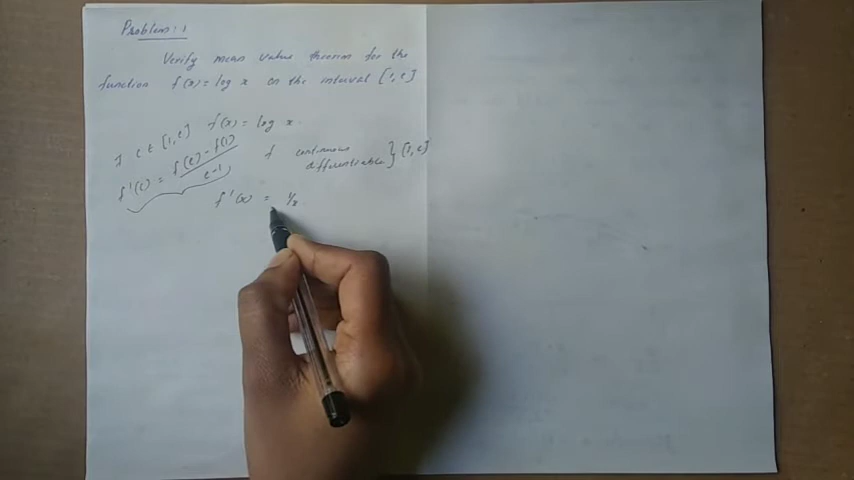 Problem : 1
Verify mean value theorem for the
function f(x) = log x on the interval [1, e]
f(x) = log x.
∃ c ∈ [1, e]
f'(c) = f(e) - f(1) / e-1
f continuous
differentiable } [1, e]
f'(x) = 1/x.